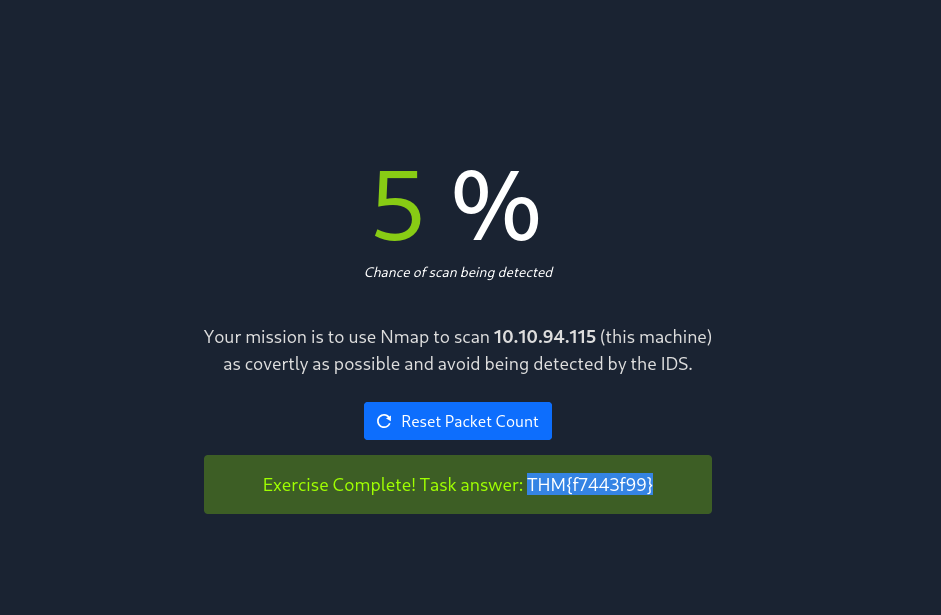 5 %
Chance of scan being detected
Your mission is to use Nmap to scan 10.10.94.115 (this machine)
as covertly as possible and avoid being detected by the IDS.
Reset Packet Count
Exercise Complete! Task answer: THM{f7443f99}